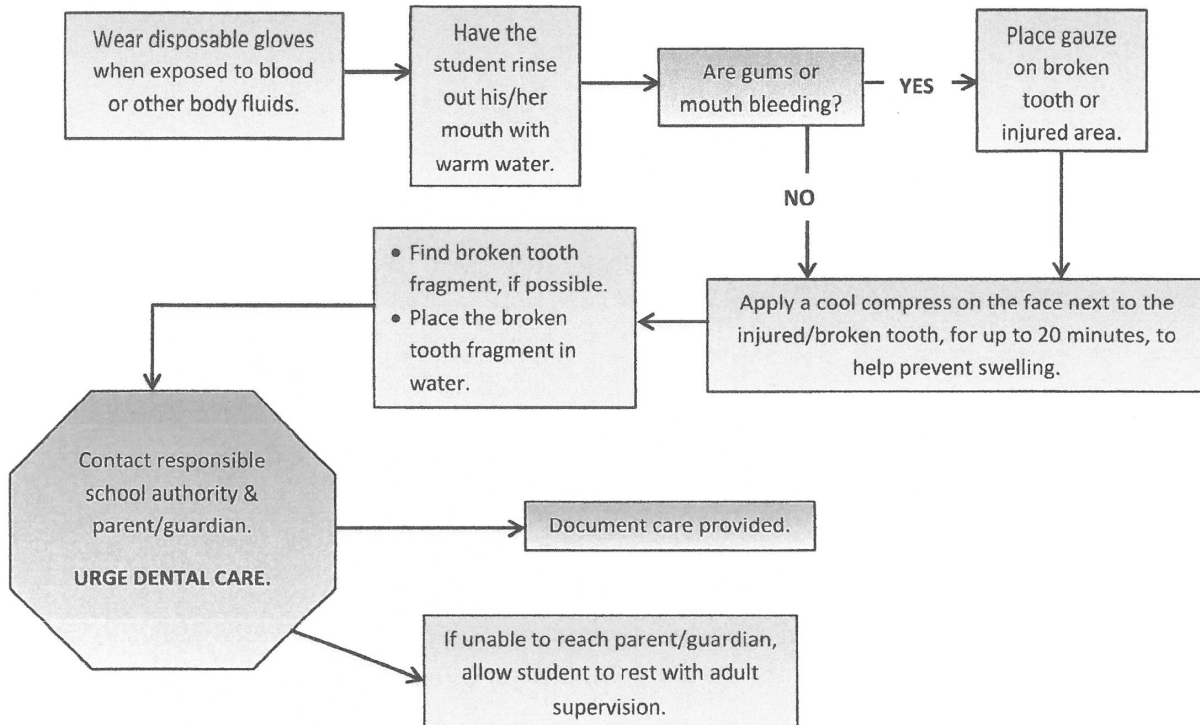 Wear disposable gloves
when exposed to blood
or other body fluids.
Have the
student rinse
out his/her
mouth with
warm water.
Are gums or
mouth bleeding?
YES
Place gauze
on broken
tooth or
injured area.
NO
• Find broken tooth
fragment, if possible.
• Place the broken
tooth fragment in
water.
Apply a cool compress on the face next to the
injured/broken tooth, for up to 20 minutes, to
help prevent swelling.
Contact responsible
school authority &
parent/guardian.
URGE DENTAL CARE.
Document care provided.
If unable to reach parent/guardian,
allow student to rest with adult
supervision.